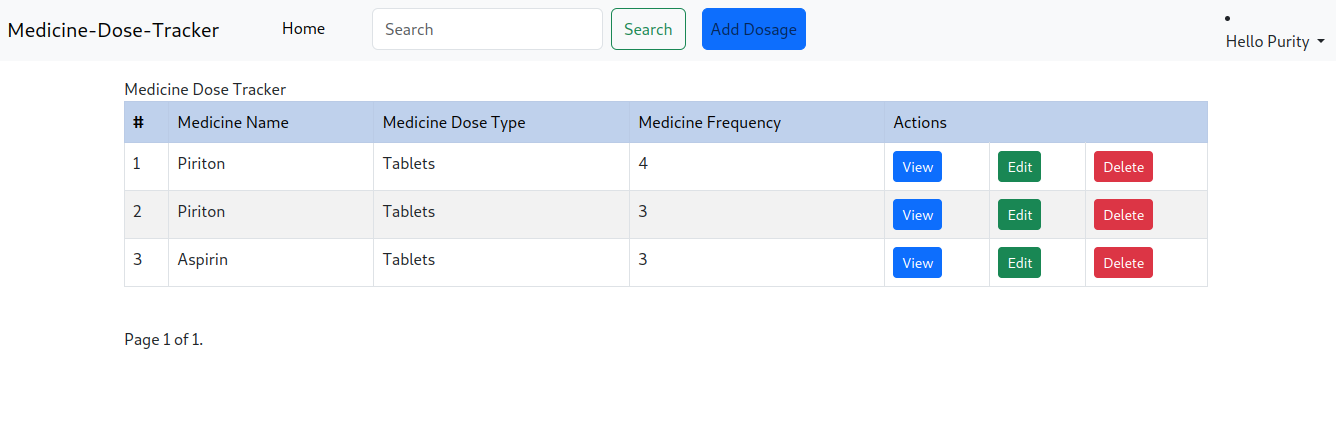 Medicine-Dose-Tracker Home Search Search Add Dosage
Hello Purity
Medicine Dose Tracker
# Medicine Name Medicine Dose Type Medicine Frequency Actions
1 Piriton Tablets 4 View Edit Delete
2 Piriton Tablets 3 View Edit Delete
3 Aspirin Tablets 3 View Edit Delete
Page 1 of 1.